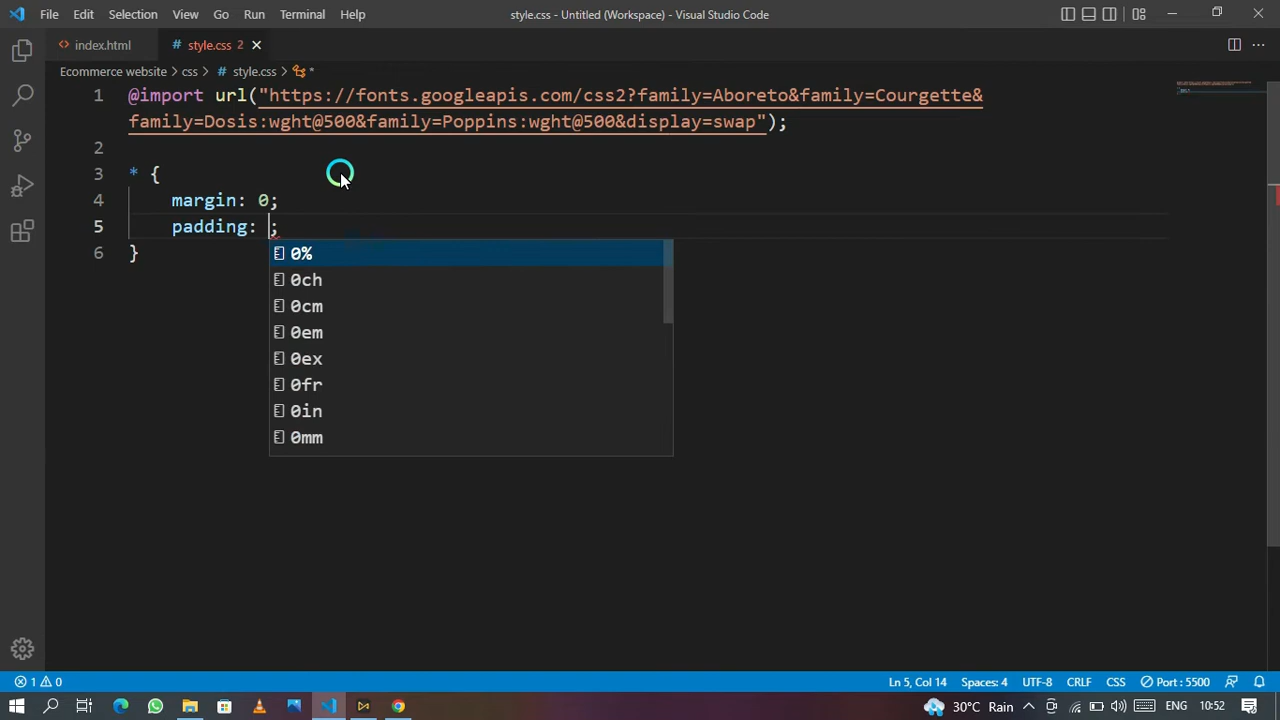 File Edit Selection View Go Run Terminal Help
style.css - Untitled (Workspace) - Visual Studio Code
index.html
# style.css 2
Ecommerce website > css > # style.css > *
1 @import url("https://fonts.googleapis.com/css2?family=Aboreto&family=Courgette&
family=Dosis:wght@500&family=Poppins:wght@500&display=swap");
2
3 * {
4 margin: 0;
5 padding: ;
6 }
0%
0ch
0cm
0em
0ex
0fr
0in
0mm
1 0 Ln 5, Col 14 Spaces: 4 UTF-8 CRLF CSS Port : 5500
30°C Rain ENG 10:52